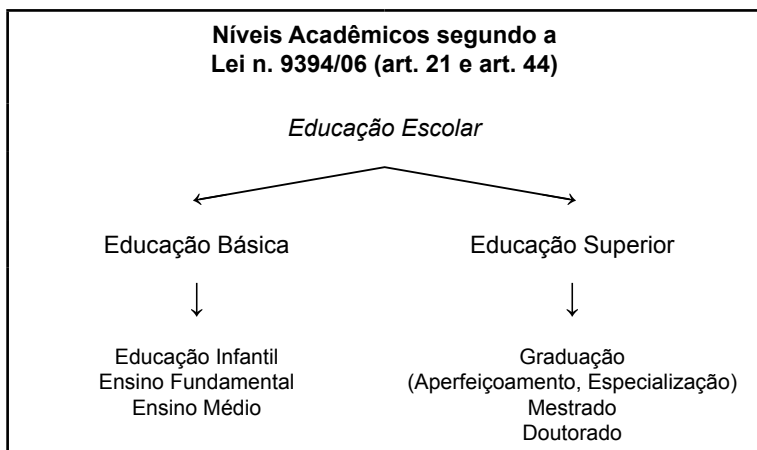 Níveis Acadêmicos segundo a
Lei n. 9394/06 (art. 21 e art. 44)
Educação Escolar
Educação Básica
Educação Superior
Educação Infantil
Ensino Fundamental
Ensino Médio
Graduação
(Aperfeiçoamento, Especialização)
Mestrado
Doutorado